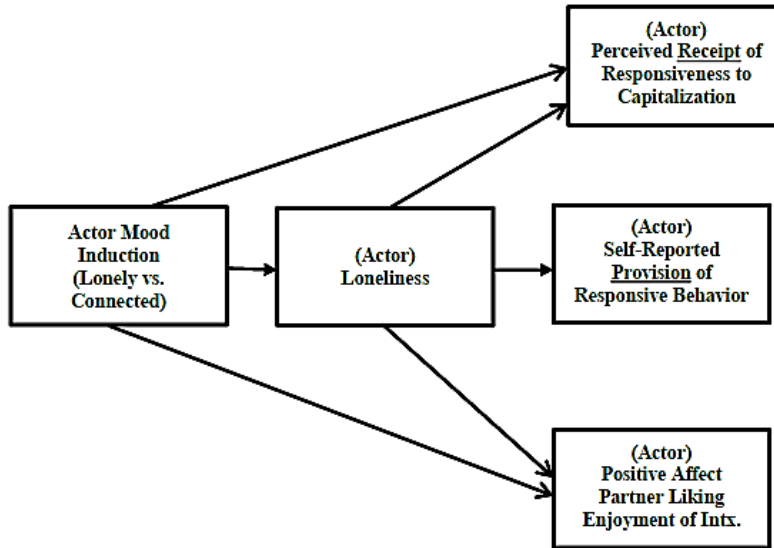 (Actor)
Perceived Receipt of
Responsiveness to
Capitalization
Actor Mood
Induction
(Lonely vs.
Connected)
(Actor)
Loneliness
(Actor)
Self-Reported
Provision of
Responsive Behavior
(Actor)
Positive Affect
Partner Liking
Enjoyment of Intx.